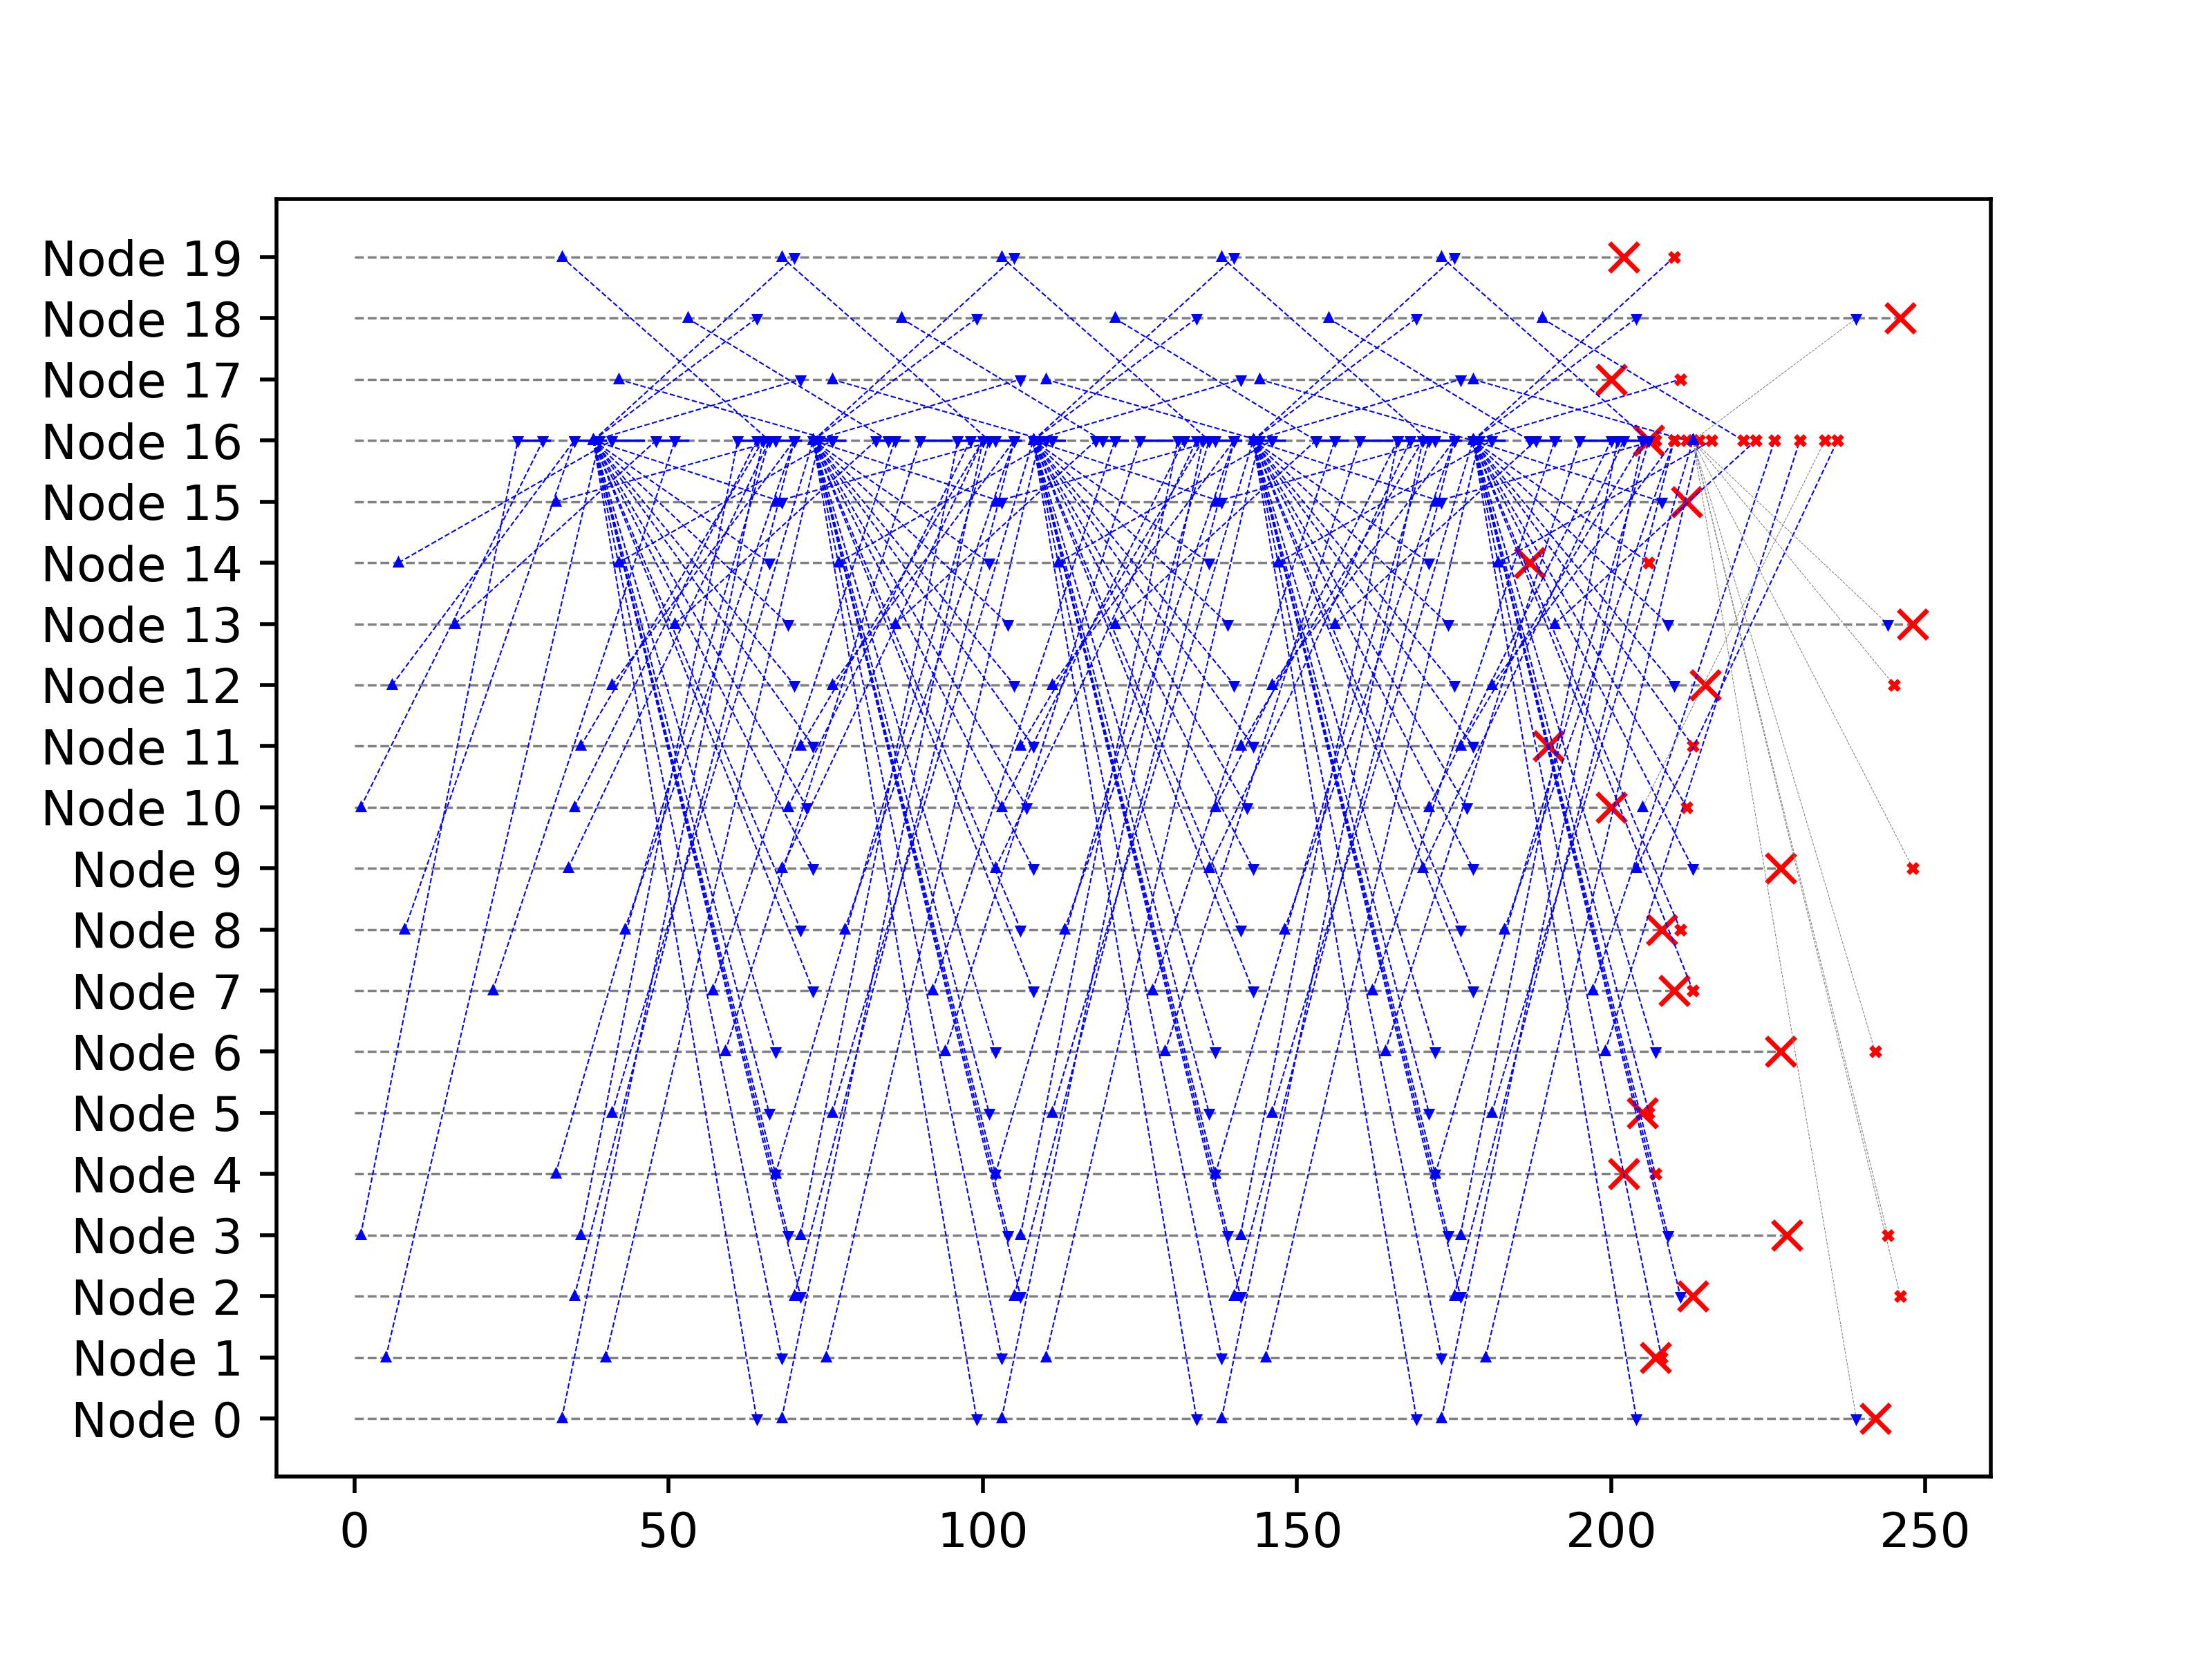 Node 19
Node 18
Node 17
Node 16
Node 15
Node 14
Node 13
Node 12
Node 11
Node 10
Node 9
Node 8
Node 7
Node 6
Node 5
Node 4
Node 3
Node 2
Node 1
Node 0
0 50 100 150 200 250